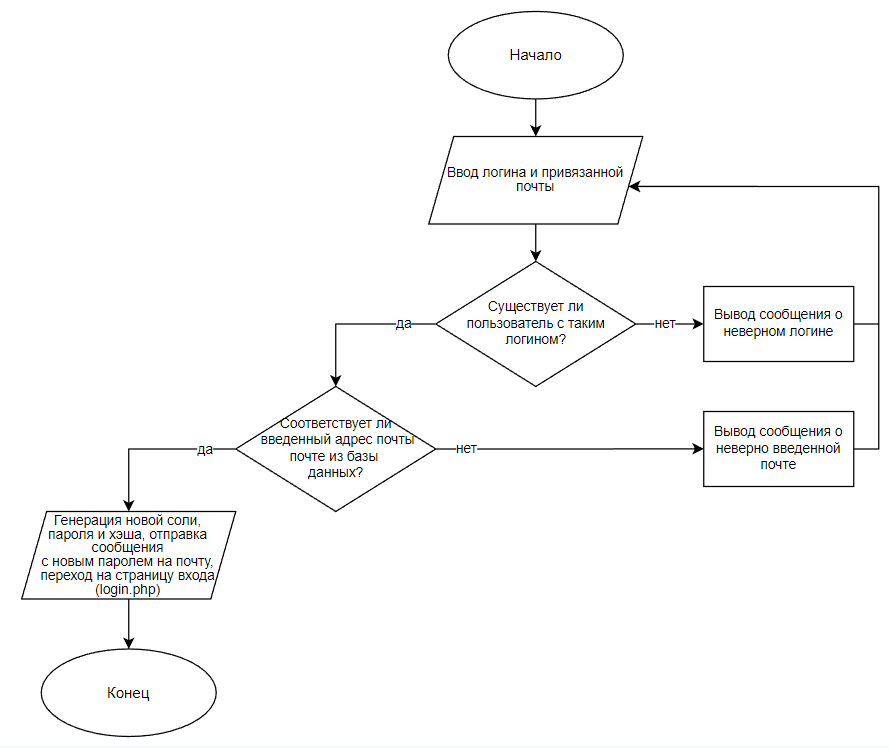 Начало
Ввод логина и привязанной
почты
Существует ли
пользователь с таким
логином?
да
нет
Вывод сообщения о
неверном логине
Соответствует ли
введенный адрес почты
почте из базы
данных?
да
нет
Вывод сообщения о
неверно введенной
почте
Генерация новой соли,
пароля и хэша, отправка
сообщения
с новым паролем на почту,
переход на страницу входа
(login.php)
Конец